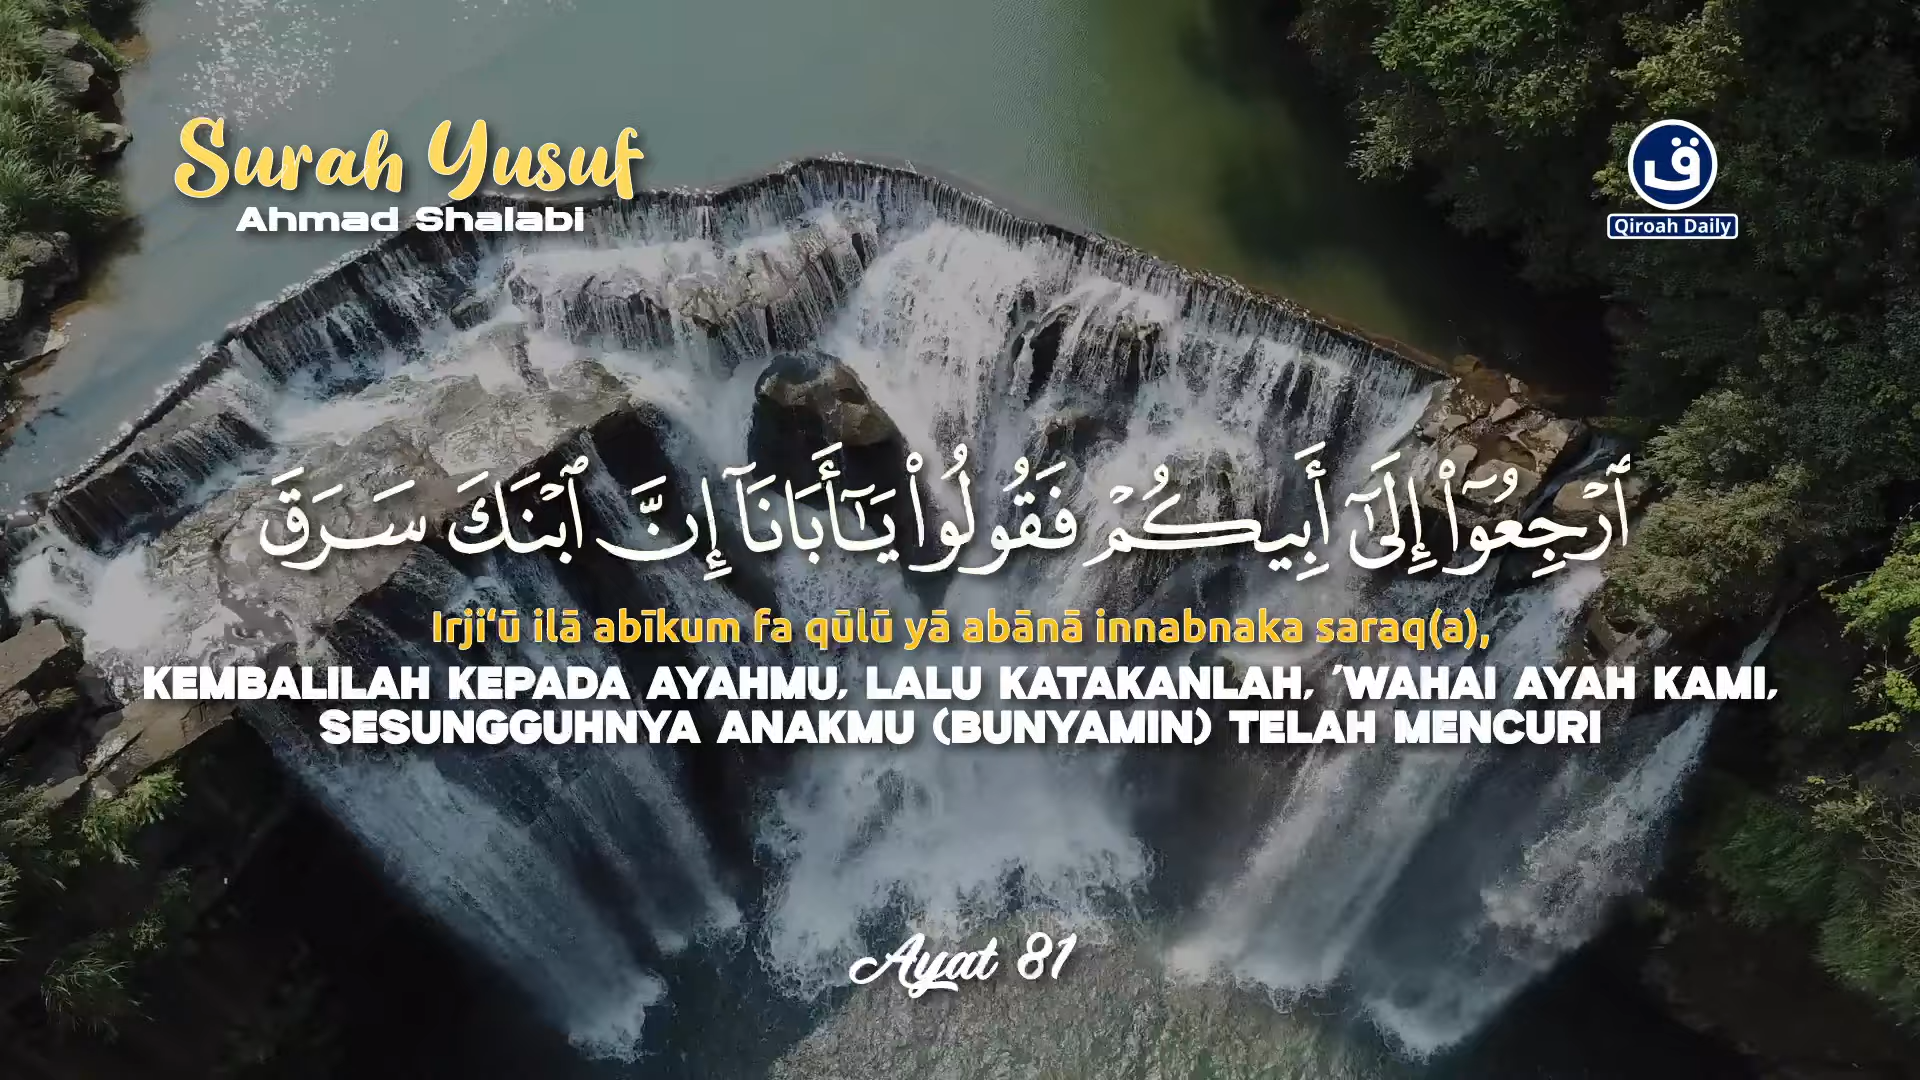 Surah Yusuf
Ahmad Shalabi
ق
Qiroah Daily
ٱرْجِعُوٓا۟ إِلَىٰٓ أَبِيكُمْ فَقُولُوا۟ يَـٰٓأَبَانَآ إِنَّ ٱبْنَكَ سَرَقَ
Irji‘ū ilā abīkum fa qūlū yā abānā innabnaka saraq(a),
KEMBALILAH KEPADA AYAHMU, LALU KATAKANLAH, ‘WAHAI AYAH KAMI,
SESUNGGUHNYA ANAKMU (BUNYAMIN) TELAH MENCURI
Ayat 81